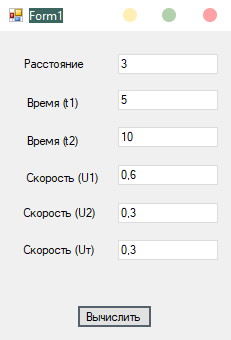 Form1
Расстояние 3
Время (t1) 5
Время (t2) 10
Скорость (U1) 0,6
Скорость (U2) 0,3
Скорость (Uт) 0,3
Вычислить